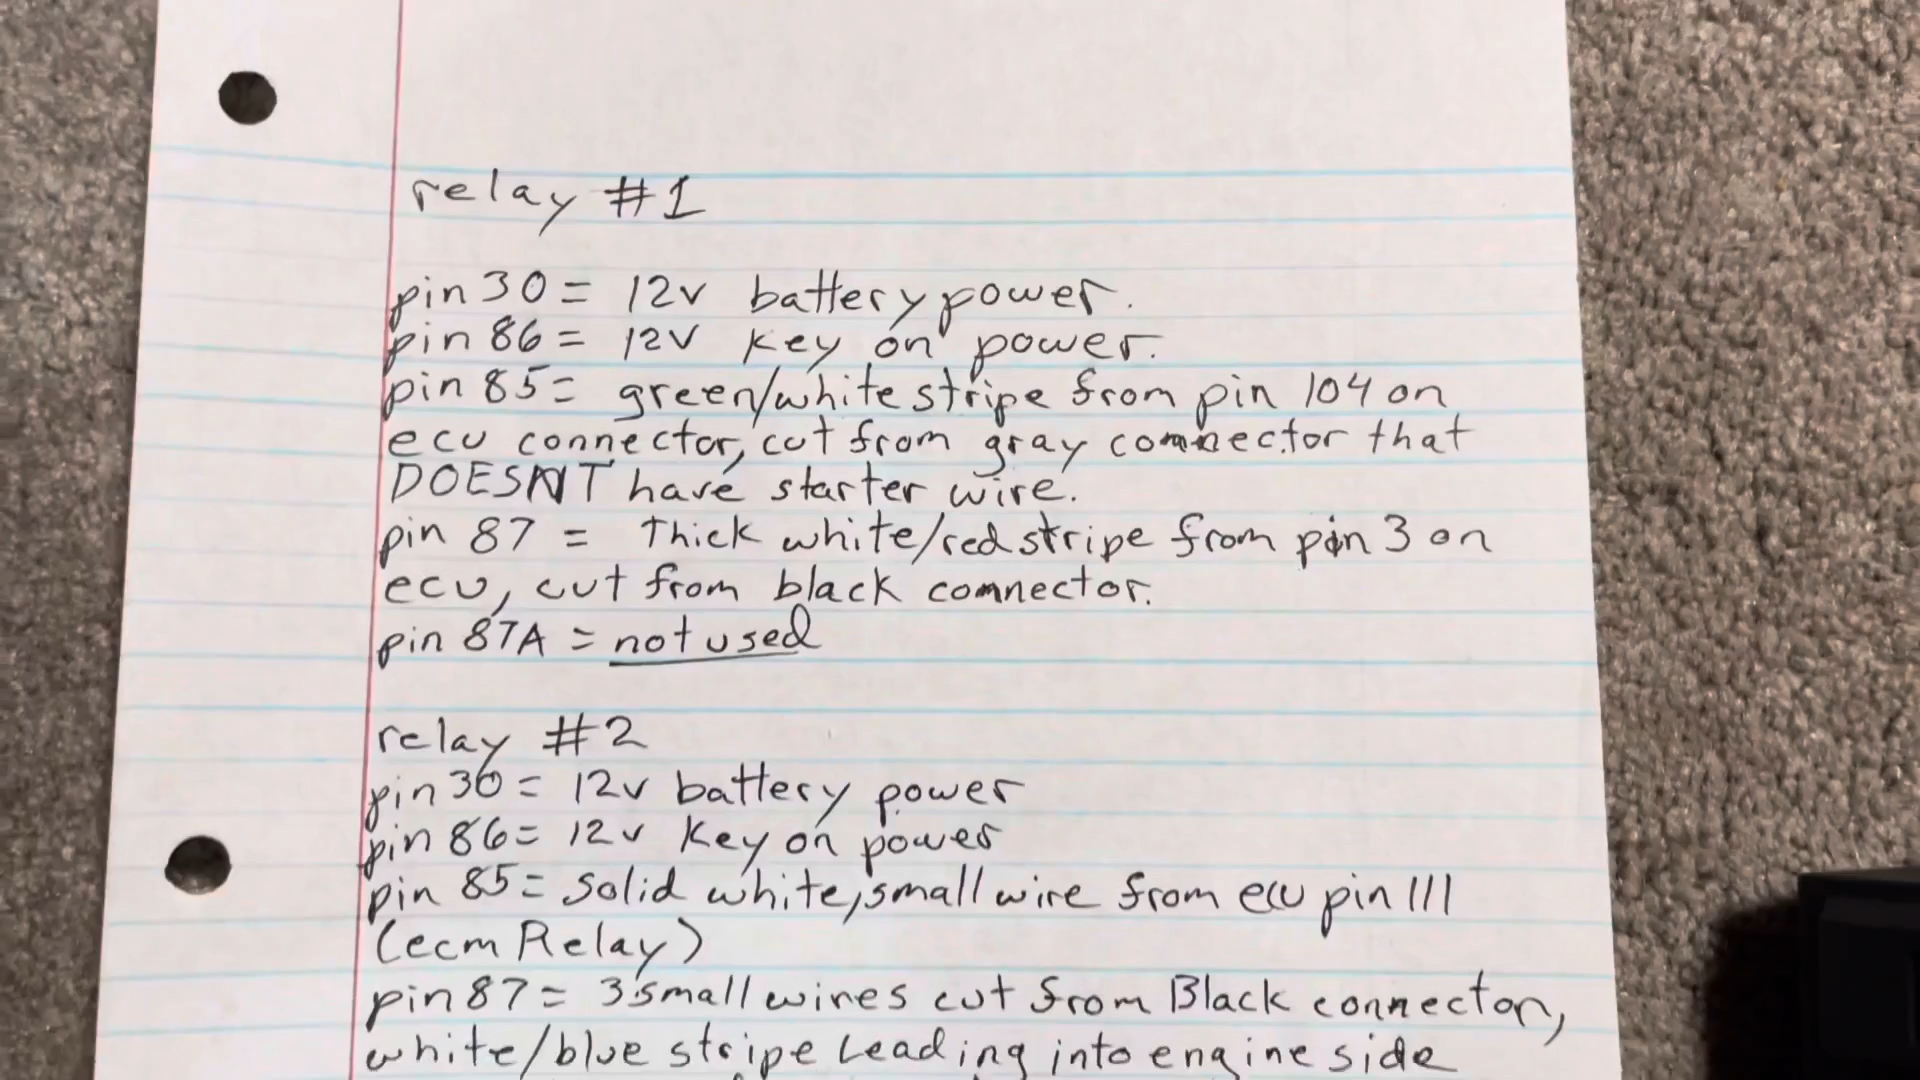 relay #1
pin 30 = 12v battery power.
pin 86 = 12V key on power.
pin 85 = green/white stripe from pin 104 on
ecu connector, cut from gray connector that
DOESN'T have starter wire.
pin 87 = thick white/red stripe from pin 3 on
ecu, cut from black connector.
pin 87A = not used
relay #2
pin 30 = 12v battery power
pin 86 = 12v key on power
pin 85 = solid white, small wire from ecu pin 111
(ecm Relay)
pin 87 = 3 small wires cut from Black connector,
white/blue stripe leading into engine side